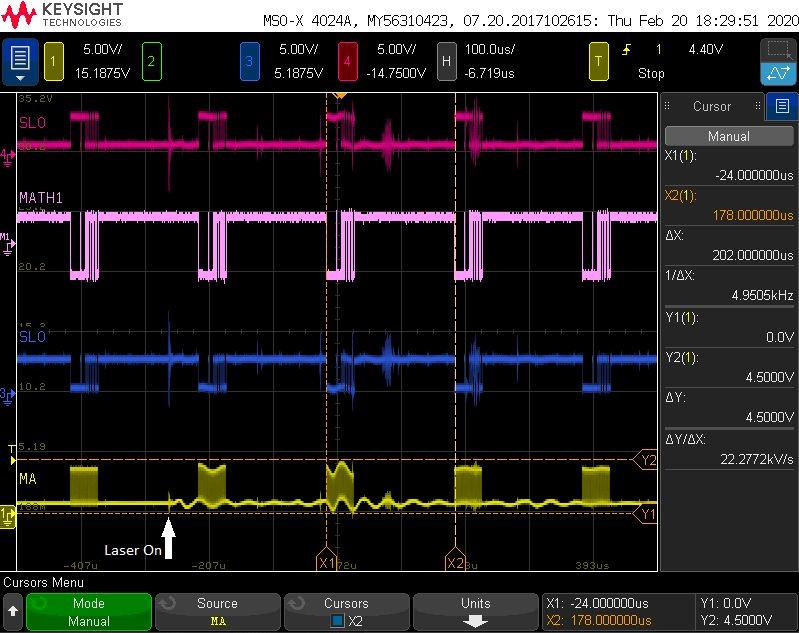 KEYSIGHT
TECHNOLOGIES
MSO-X 4024A, MY56310423, 07.20.2017102615: Thu Feb 20 18:29:51 2020
1 5.00V/ 15.1875V
2
3 5.00V/ 5.1875V
4 5.00V/ -14.7500V
H 100.0us/ -6.719us
T 1 4.40V
Stop
35.2V
SLO
4
MATH1
M1
20.2
15.2
SLO
10.2
3
5.19
T
Y2
MA
188m
1
Y1
Laser On
X1
X2
-407u
-207u
393us
Cursor
Manual
X1(1):
-24.000000us
X2(1):
178.000000us
ΔX:
202.000000us
1/ΔX:
4.9505kHz
Y1(1):
0.0V
Y2(1):
4.5000V
ΔY:
4.5000V
ΔY/ΔX:
22.2772kV/s
Cursors Menu
Mode
Manual
Source
MA
Cursors
X2
Units
X1: -24.000000us
X2: 178.000000us
Y1: 0.0V
Y2: 4.5000V